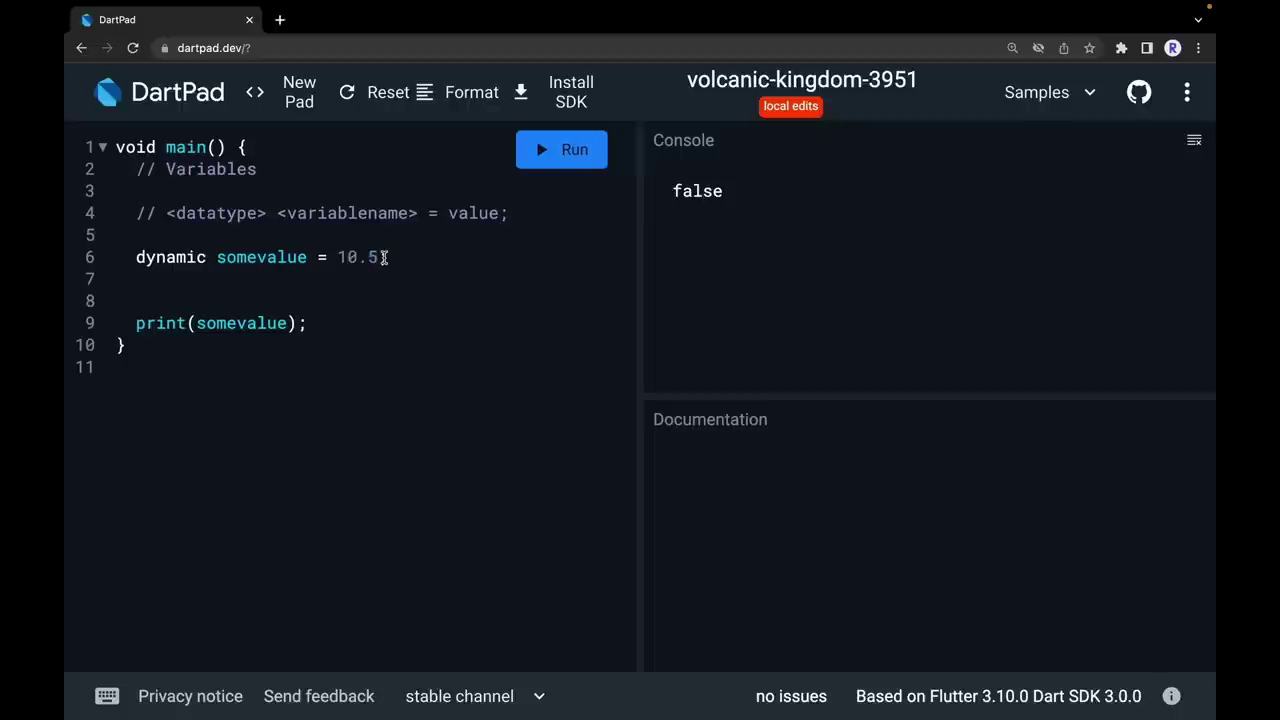 DartPad
dartpad.dev/?
R
DartPad
New Pad
Reset
Format
Install SDK
volcanic-kingdom-3951
local edits
Samples
1 void main() {
2 // Variables
3
4 // <datatype> <variablename> = value;
5
6 dynamic somevalue = 10.5
7
8
9 print(somevalue);
10 }
11
Run
Console
false
Documentation
Privacy notice
Send feedback
stable channel
no issues
Based on Flutter 3.10.0 Dart SDK 3.0.0